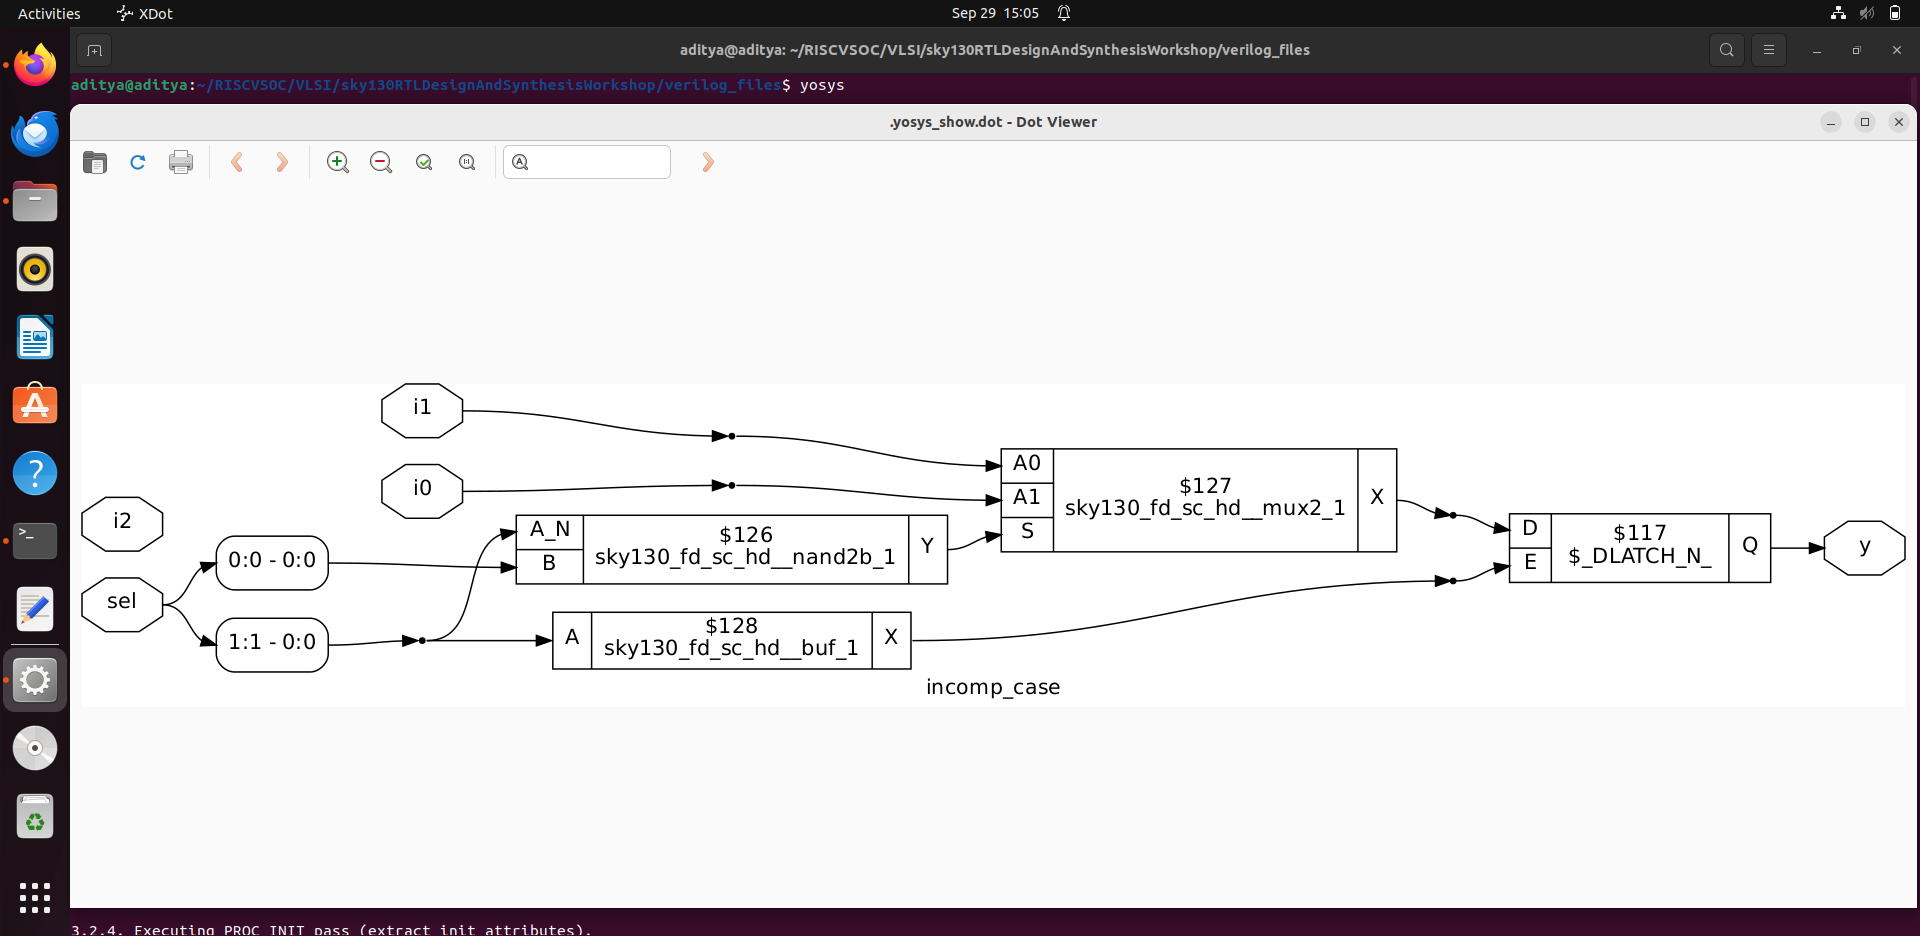 Activities XDot Sep 29 15:05
aditya@aditya: ~/RISCVSOC/VLSI/sky130RTLDesignAndSynthesisWorkshop/verilog_files
aditya@aditya:~/RISCVSOC/VLSI/sky130RTLDesignAndSynthesisWorkshop/verilog_files$ yosys
.yosys_show.dot - Dot Viewer
i1
i0
i2
sel
0:0 - 0:0
1:1 - 0:0
A_N
B
$126
sky130_fd_sc_hd__nand2b_1
Y
A
$128
sky130_fd_sc_hd__buf_1
X
A0
A1
S
$127
sky130_fd_sc_hd__mux2_1
X
D
E
$117
$_DLATCH_N_
Q
y
incomp_case
3.2.4. Executing PROC_INIT pass (extract init attributes).